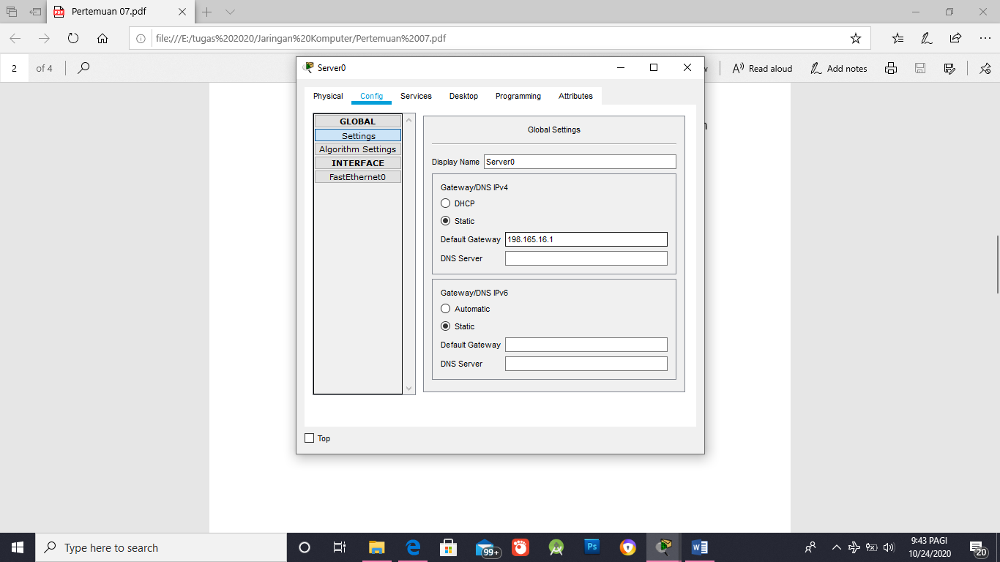 Pertemuan 07.pdf
file:///E:/tugas%202020/Jaringan%20Komputer/Pertemuan%2007.pdf
2 of 4
Read aloud
Add notes
Server0
Physical Config Services Desktop Programming Attributes
GLOBAL
Settings
Algorithm Settings
INTERFACE
FastEthernet0
Global Settings
Display Name Server0
Gateway/DNS IPv4
DHCP
Static
Default Gateway 198.165.16.1
DNS Server
Gateway/DNS IPv6
Automatic
Static
Default Gateway
DNS Server
Top
Type here to search
99+
Ps
9:43 PAGI
10/24/2020
20